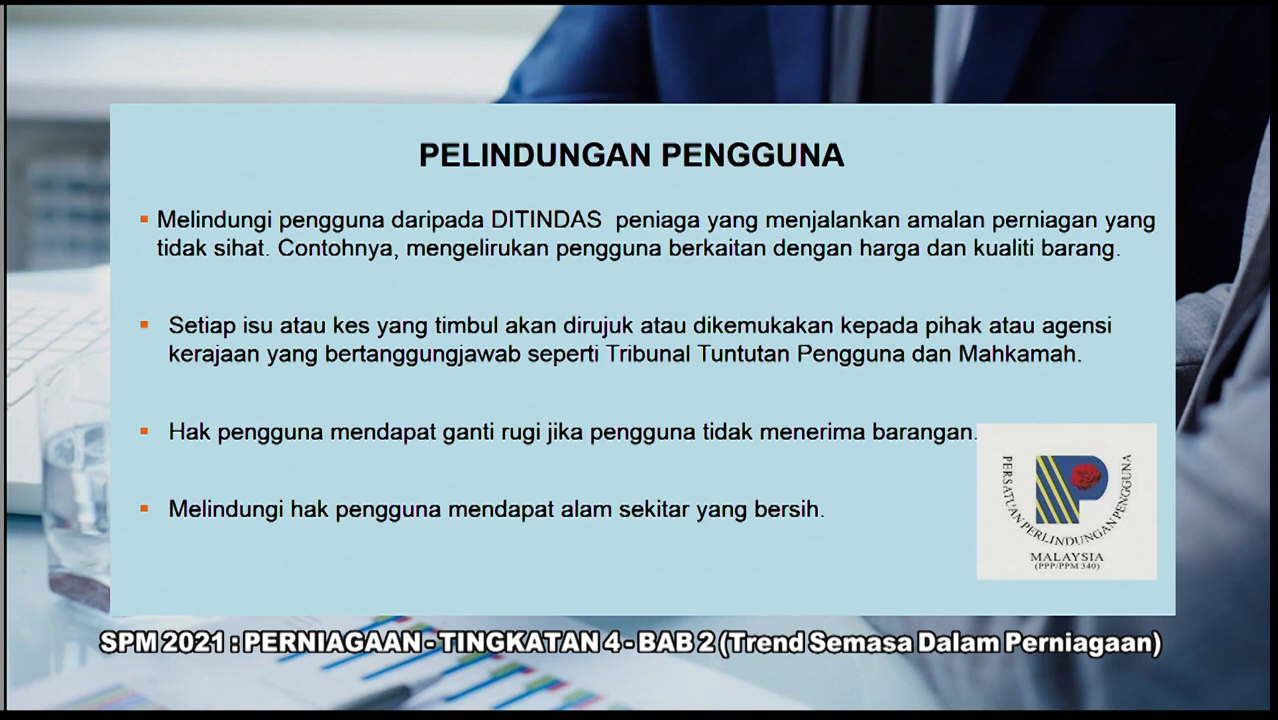 PELINDUNGAN PENGGUNA
▪ Melindungi pengguna daripada DITINDAS  peniaga yang menjalankan amalan perniagan yang
tidak sihat. Contohnya, mengelirukan pengguna berkaitan dengan harga dan kualiti barang.
▪ Setiap isu atau kes yang timbul akan dirujuk atau dikemukakan kepada pihak atau agensi
kerajaan yang bertanggungjawab seperti Tribunal Tuntutan Pengguna dan Mahkamah.
▪ Hak pengguna mendapat ganti rugi jika pengguna tidak menerima barangan.
▪ Melindungi hak pengguna mendapat alam sekitar yang bersih.
PERSATUAN PERLINDUNGAN PENGGUNA
MALAYSIA
(PPP/PPM 340)
SPM 2021 : PERNIAGAAN - TINGKATAN 4 - BAB 2 (Trend Semasa Dalam Perniagaan)